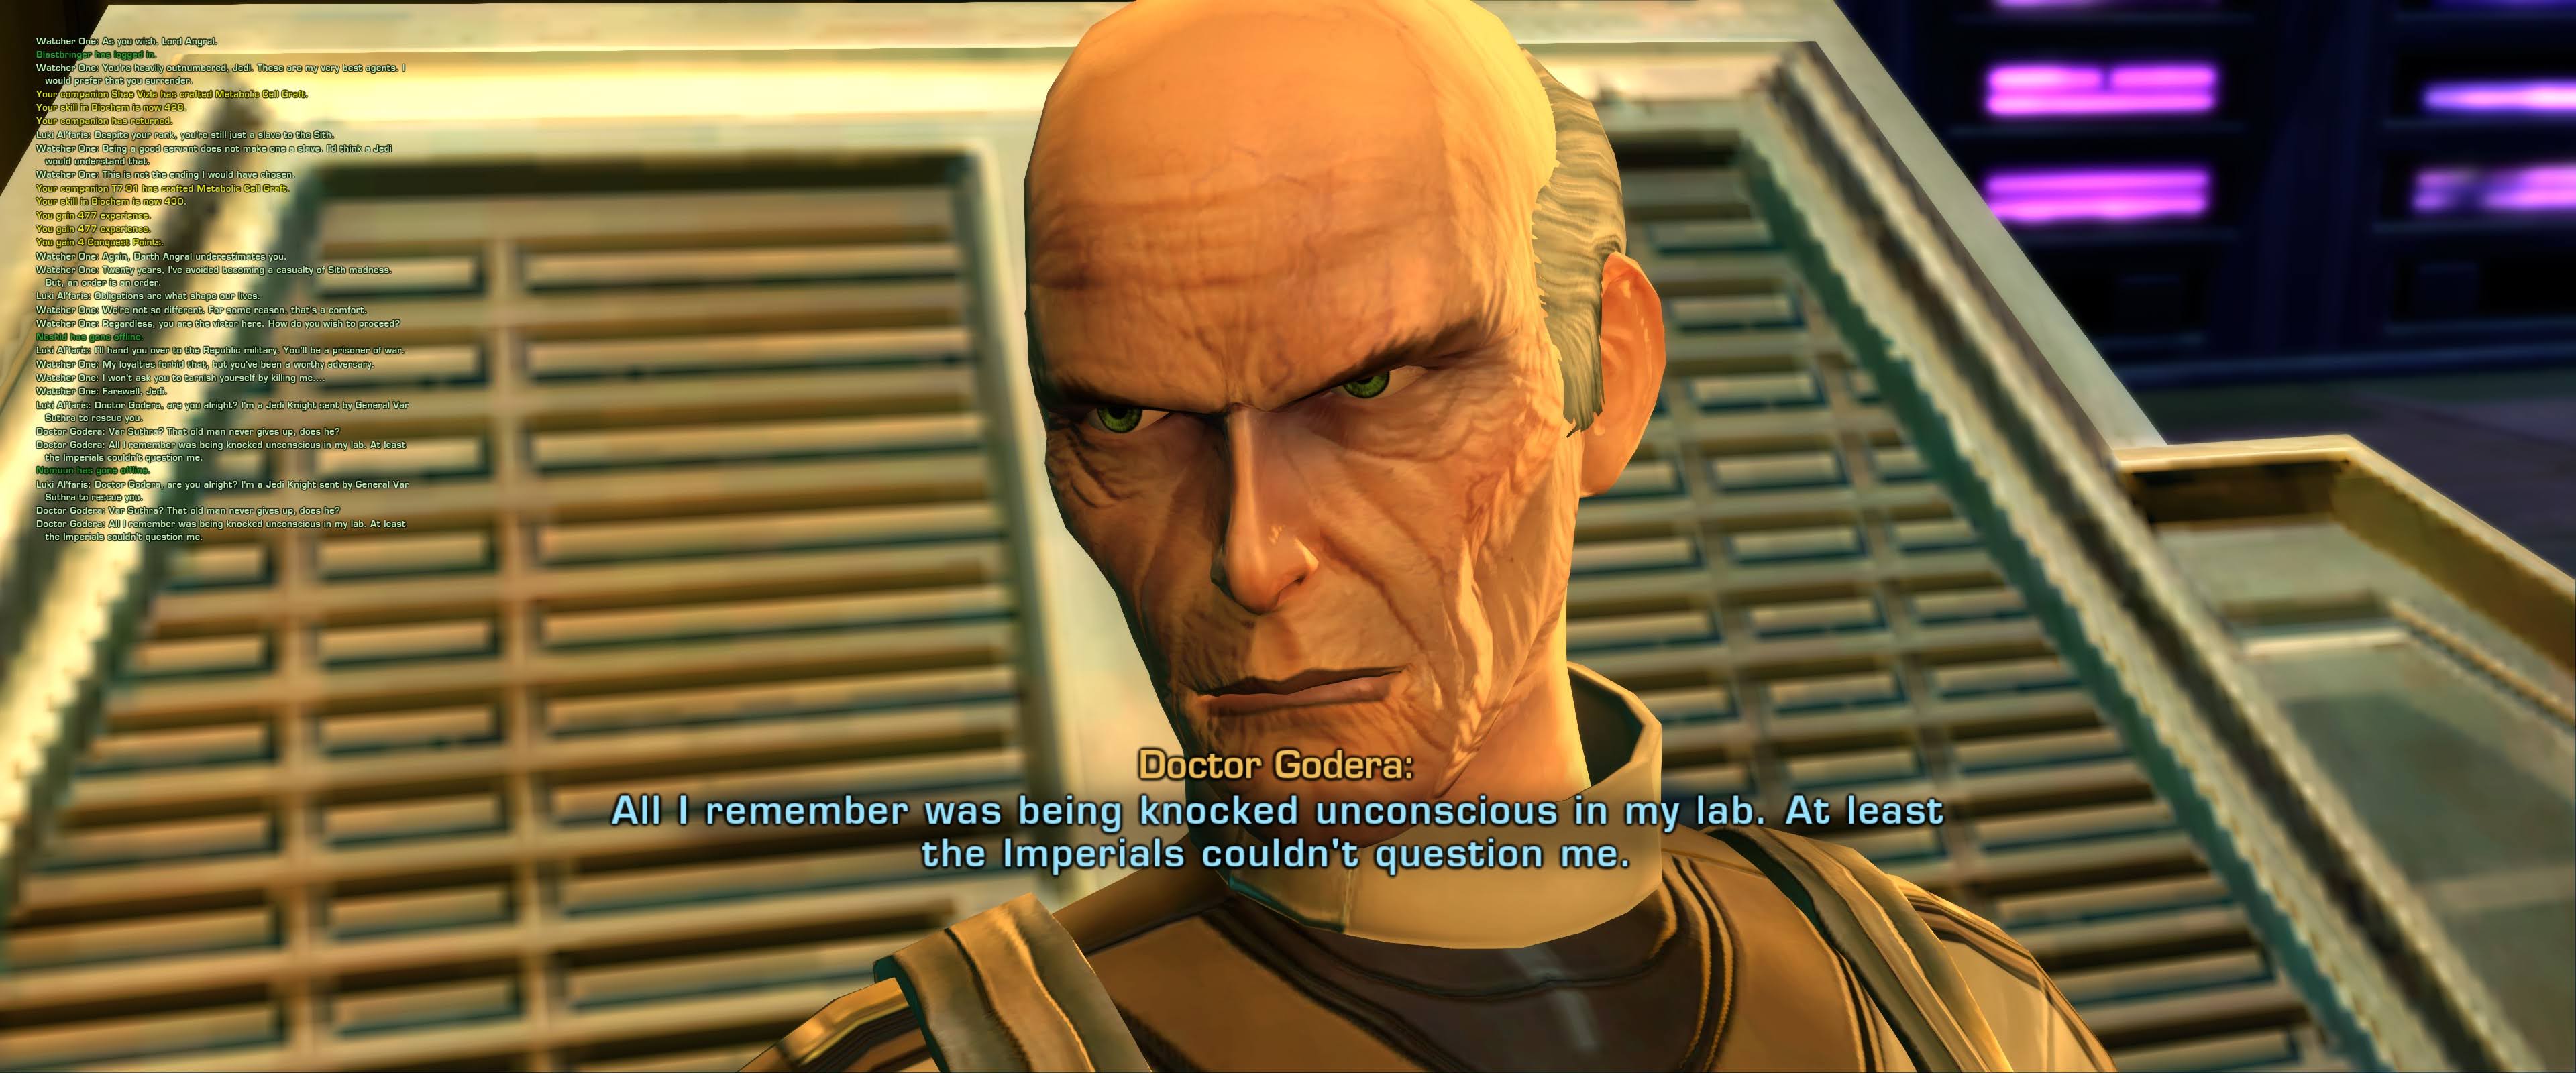 Watcher One: As you wish, Lord Angral.
Blastbringer has logged in.
Watcher One: You're heavily outnumbered, Jedi. These are my very best agents. I
would prefer that you surrender.
Your companion Shae Vizla has crafted Metabolic Cell Graft.
Your skill in Biochem is now 428.
Your companion has returned.
Luki Al'faris: Despite your rank, you're still just a slave to the Sith.
Watcher One: Being a good servant does not make one a slave. I'd think a Jedi
would understand that.
Watcher One: This is not the ending I would have chosen.
Your companion T7-O1 has crafted Metabolic Cell Graft.
Your skill in Biochem is now 430.
You gain 477 experience.
You gain 477 experience.
You gain 4 Conquest Points.
Watcher One: Again, Darth Angral underestimates you.
Watcher One: Twenty years, I've avoided becoming a casualty of Sith madness.
But, an order is an order.
Luki Al'faris: Obligations are what shape our lives.
Watcher One: We're not so different. For some reason, that's a comfort.
Watcher One: Regardless, you are the victor here. How do you wish to proceed?
Neshid has gone offline.
Luki Al'faris: I'll hand you over to the Republic military. You'll be a prisoner of war.
Watcher One: My loyalties forbid that, but you've been a worthy adversary.
Watcher One: I won't ask you to tarnish yourself by killing me....
Watcher One: Farewell, Jedi.
Luki Al'faris: Doctor Godera, are you alright? I'm a Jedi Knight sent by General Var
Suthra to rescue you.
Doctor Godera: Var Suthra? That old man never gives up, does he?
Doctor Godera: All I remember was being knocked unconscious in my lab. At least
the Imperials couldn't question me.
Nomuun has gone offline.
Luki Al'faris: Doctor Godera, are you alright? I'm a Jedi Knight sent by General Var
Suthra to rescue you.
Doctor Godera: Var Suthra? That old man never gives up, does he?
Doctor Godera: All I remember was being knocked unconscious in my lab. At least
the Imperials couldn't question me.
Doctor Godera:
All I remember was being knocked unconscious in my lab. At least
the Imperials couldn't question me.